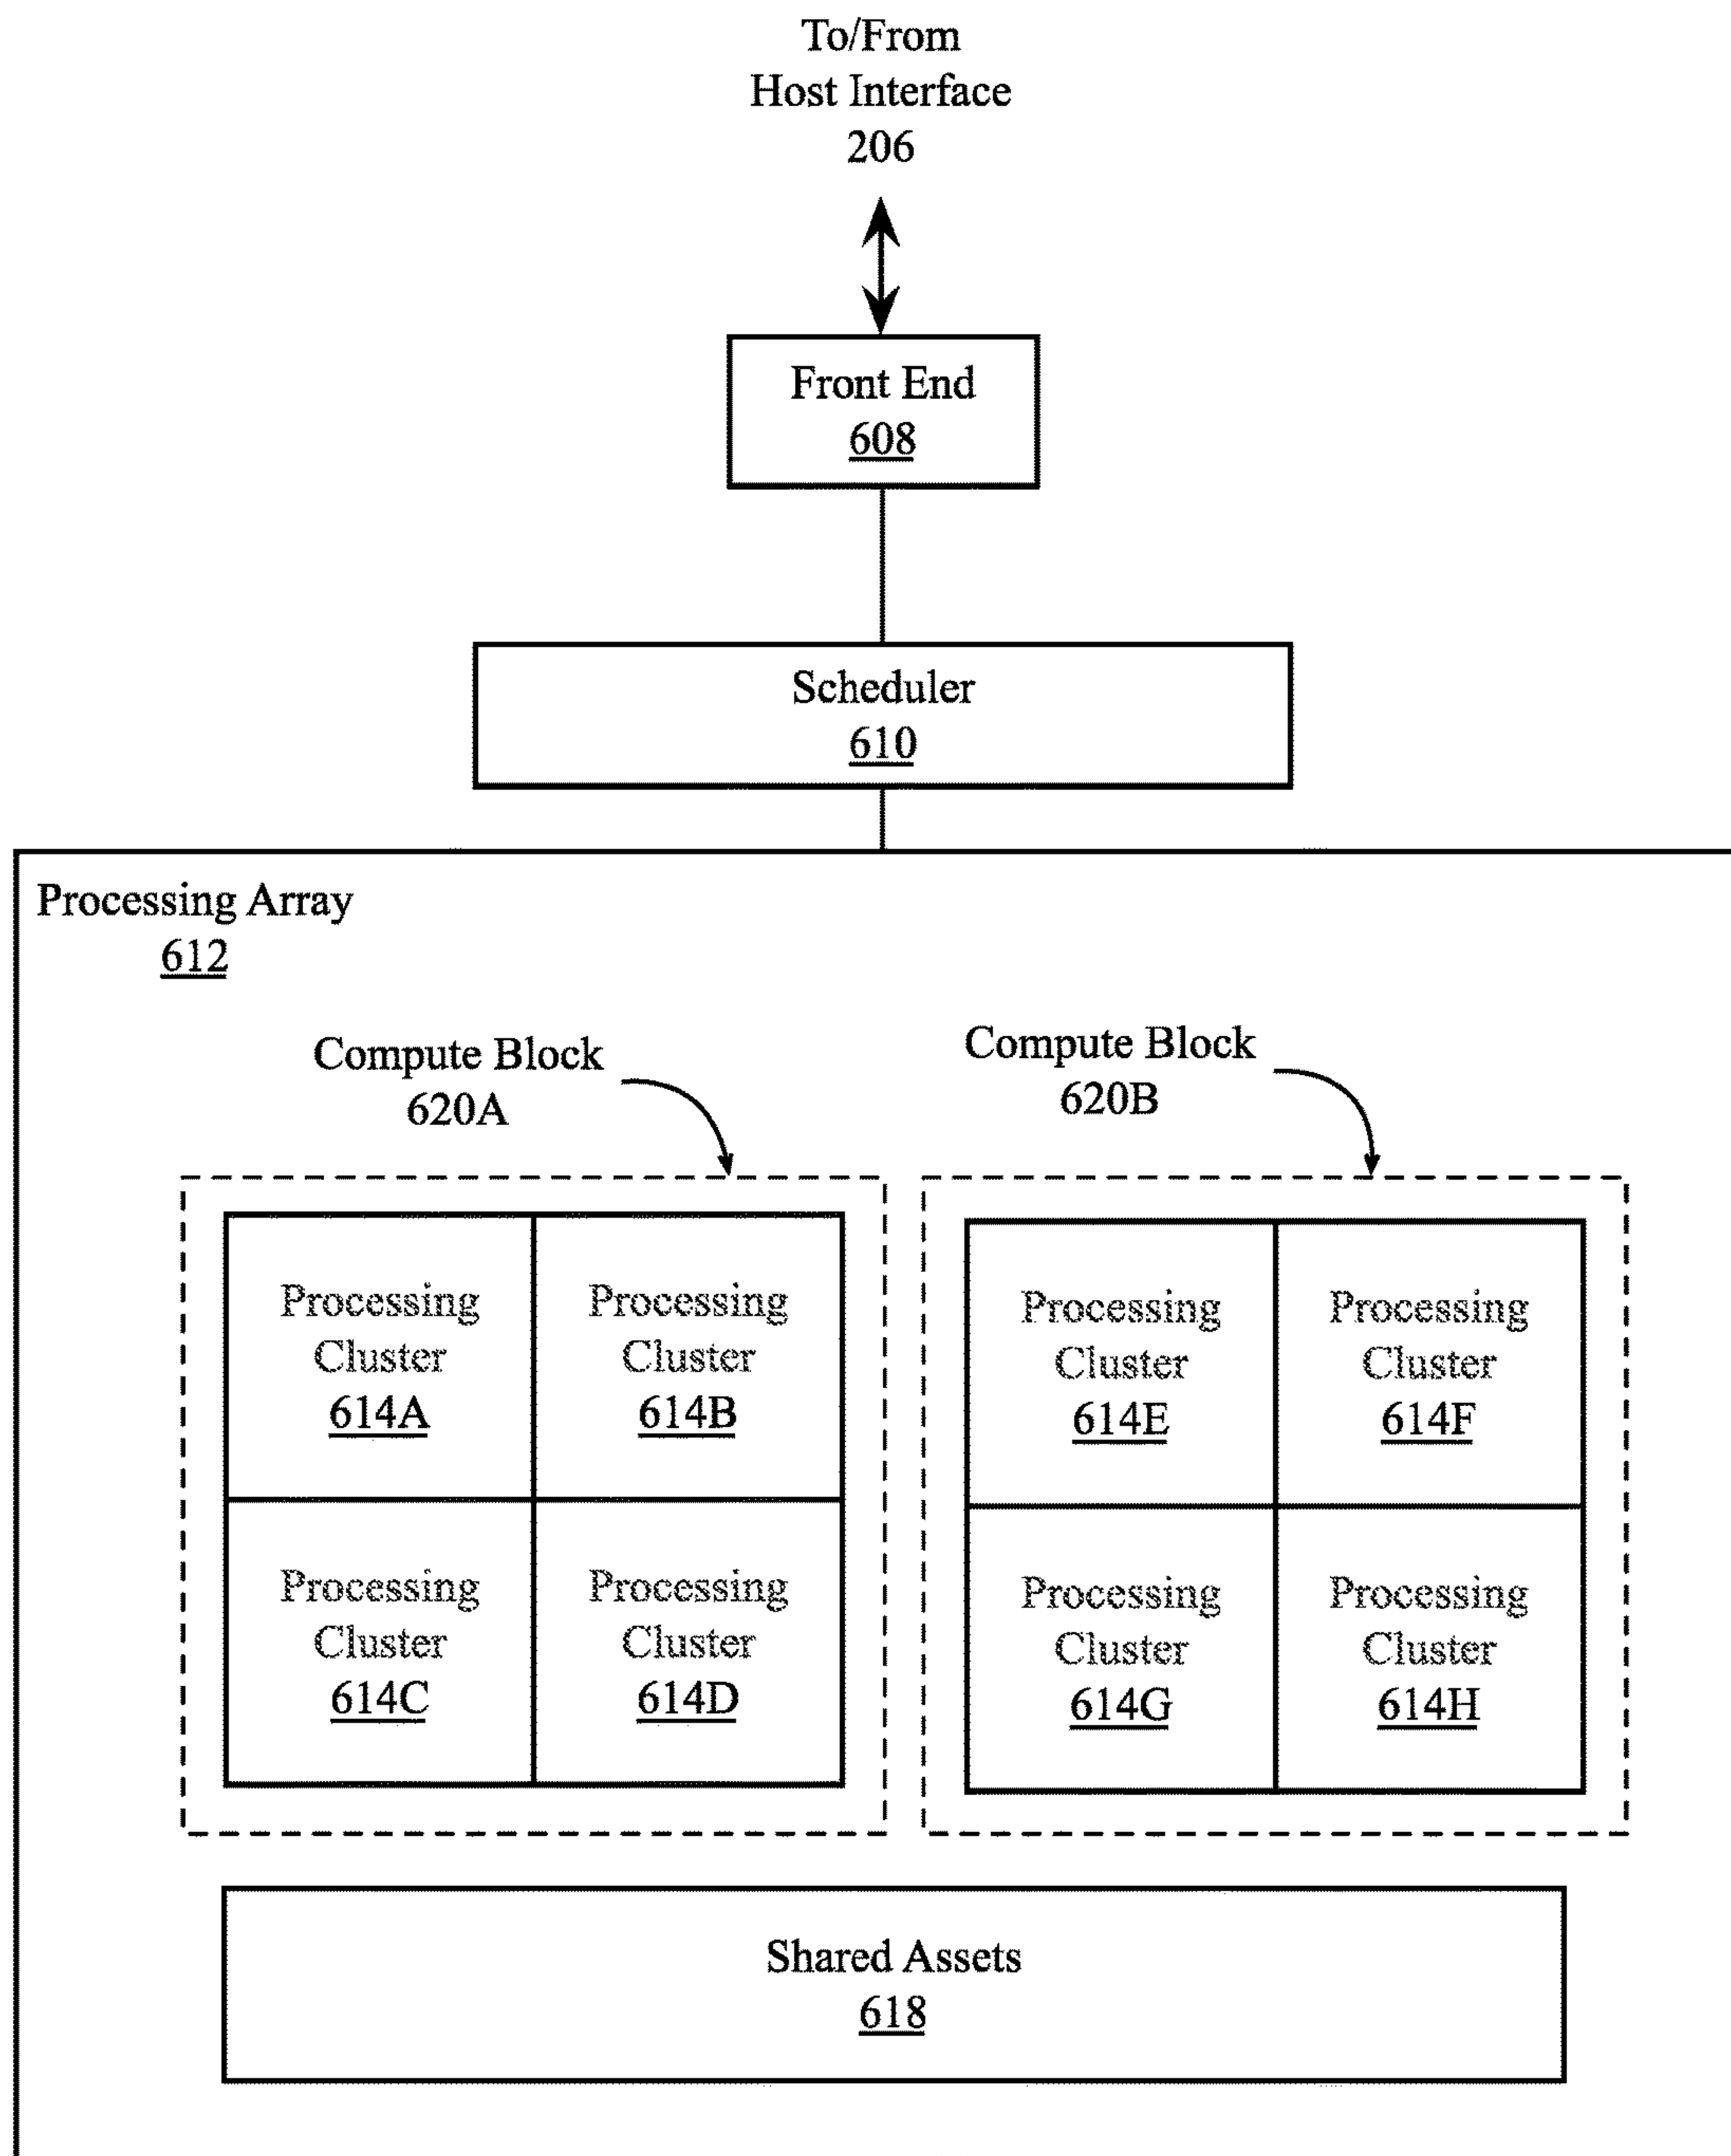 To/From
Host Interface
206
Front End
608
Scheduler
610
Processing Array
612
Compute Block
620A
Compute Block
620B
Processing
Cluster
614A
Processing
Cluster
614B
Processing
Cluster
614C
Processing
Cluster
614D
Processing
Cluster
614E
Processing
Cluster
614F
Processing
Cluster
614G
Processing
Cluster
614H
Shared Assets
618